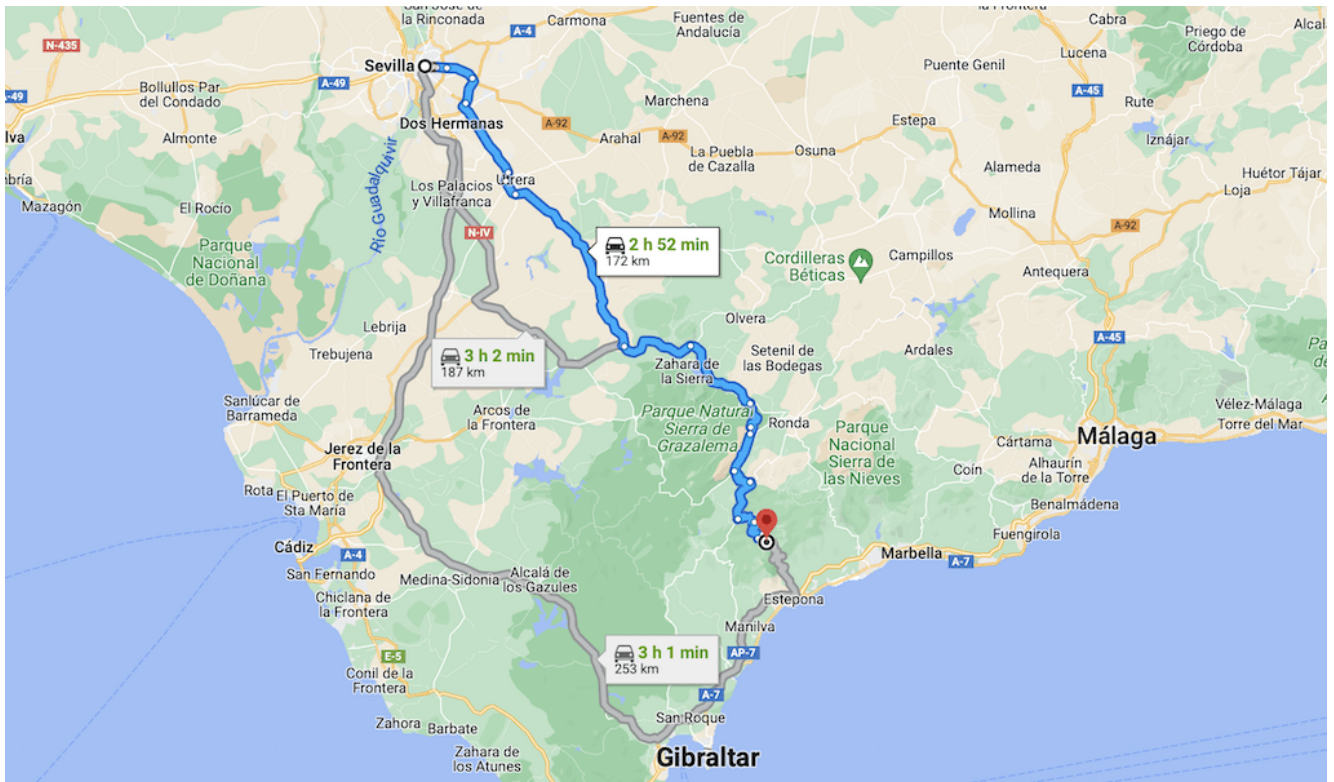 San José de
la Rinconada
Carmona
Fuentes de
Andalucía
la Frontera
Cabra
Priego de
Córdoba
N-435
A-4
Lucena
Sevilla
Puente Genil
A-49
Bollullos Par
del Condado
A-49
A-45
Marchena
Rute
Dos Hermanas
A-92
Estepa
Almonte
Arahal
A-92
Iznájar
La Puebla
de Cazalla
Osuna
Alameda
Huétor Tájar
Río Guadalquivir
Los Palacios
y Villafranca
Utrera
Loja
Mazagón
El Rocío
Mollina
N-IV
A-92
Parque
Nacional
de Doñana
2 h 52 min
172 km
Cordilleras
Béticas
Campillos
Antequera
Lebrija
Olvera
A-45
Trebujena
3 h 2 min
187 km
Zahara de
la Sierra
Setenil de
las Bodegas
Ardales
Sanlúcar de
Barrameda
Arcos de
la Frontera
Parque Natural
Sierra de
Grazalema
Ronda
Vélez-Málaga
Torre del Mar
Parque
Nacional
Sierra de
las Nieves
Cártama
Málaga
Jerez de la
Frontera
Coín
Alhaurín
de la Torre
Rota
El Puerto de
Sta María
Benalmádena
Fuengirola
Cádiz
A-4
Marbella
A-7
San Fernando
Medina-Sidonia
Alcalá de
los Gazules
Chiclana de
la Frontera
Estepona
Manilva
E-5
3 h 1 min
253 km
AP-7
Conil de la
Frontera
A-7
Zahora
Barbate
San Roque
Zahara de
los Atunes
Gibraltar